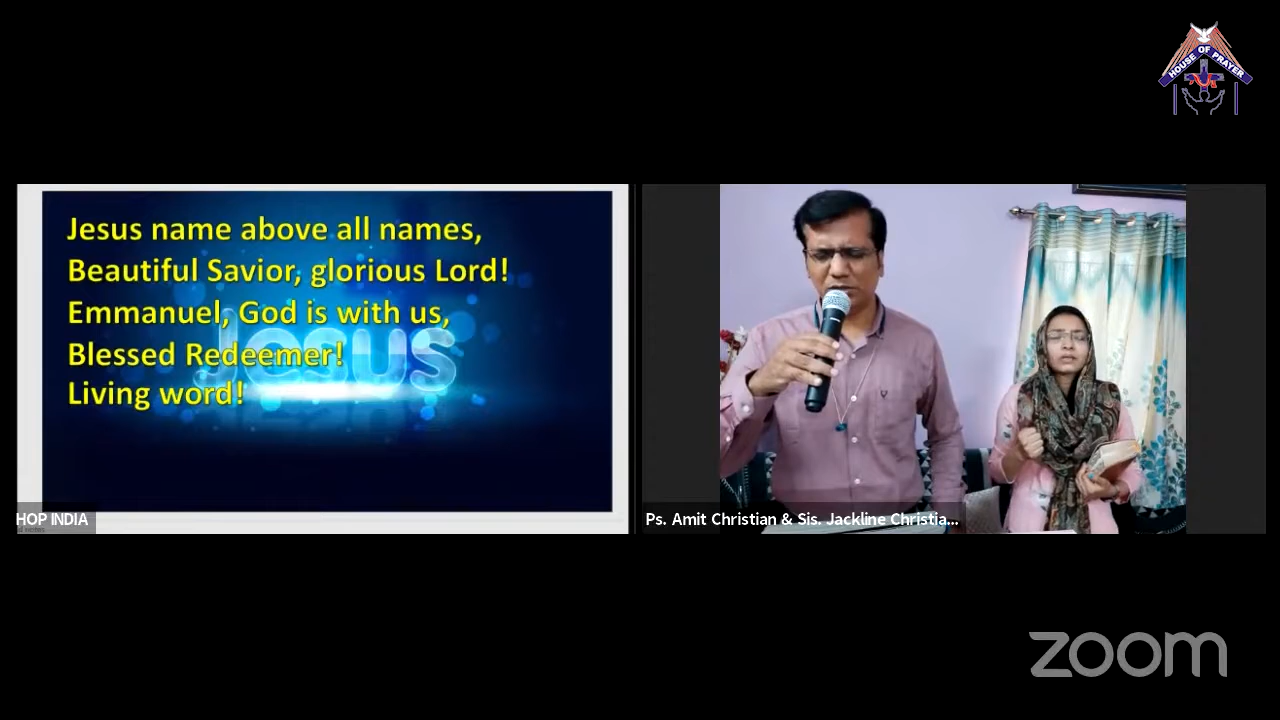 HOUSE OF PRAYER
Jesus name above all names,
Beautiful Savior, glorious Lord!
Emmanuel, God is with us,
Blessed Redeemer!
Living word!
Jesus
HOP INDIA
Ps. Amit Christian & Sis. Jackline Christia...
zoom